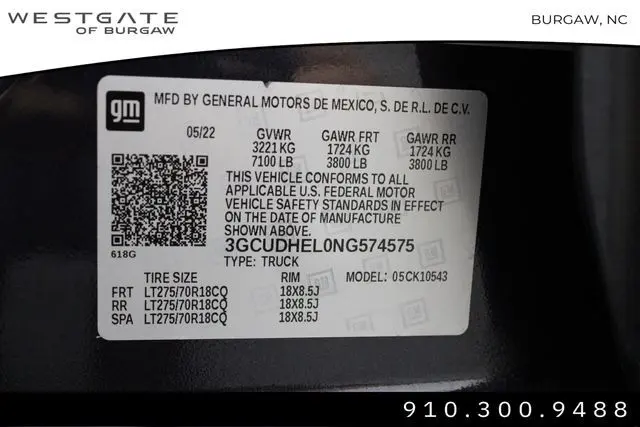 WESTGATE
OF BURGAW
BURGAW, NC
gm
MFD BY GENERAL MOTORS DE MEXICO, S. DE R.L. DE C.V.
05/22 GVWR GAWR FRT GAWR RR
3221 KG 1724 KG 1724 KG
7100 LB 3800 LB 3800 LB
THIS VEHICLE CONFORMS TO ALL
APPLICABLE U.S. FEDERAL MOTOR
VEHICLE SAFETY STANDARDS IN EFFECT
ON THE DATE OF MANUFACTURE
SHOWN ABOVE.
618G
3GCUDHEL0NG574575
TYPE: TRUCK
TIRE SIZE RIM MODEL: 05CK10543
FRT LT275/70R18CQ 18X8.5J
RR LT275/70R18CQ 18X8.5J
SPA LT275/70R18CQ 18X8.5J
910.300.9488